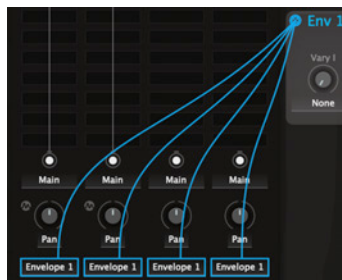 Env 1
Vary I
None
Main Main Main Main
Pan Pan Pan Pan
Envelope 1 Envelope 1 Envelope 1 Envelope 1